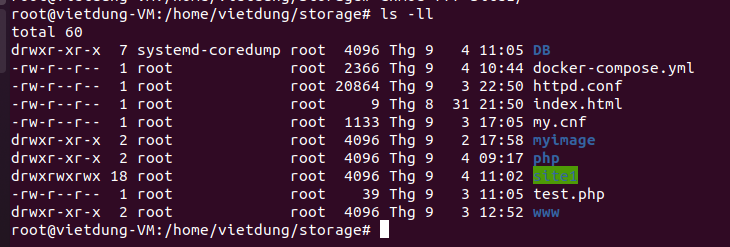 root@vietdung-VM:/home/vietdung/storage# ls -ll
total 60
drwxr-xr-x 7 systemd-coredump root 4096 Thg 9 4 11:05 DB
-rw-r--r-- 1 root root 2366 Thg 9 4 10:44 docker-compose.yml
-rw-r--r-- 1 root root 20864 Thg 9 3 22:50 httpd.conf
-rw-r--r-- 1 root root 9 Thg 8 31 21:50 index.html
-rw-r--r-- 1 root root 1133 Thg 9 3 17:05 my.cnf
drwxr-xr-x 2 root root 4096 Thg 9 2 17:58 myimage
drwxr-xr-x 2 root root 4096 Thg 9 4 09:17 php
drwxrwxrwx 18 root root 4096 Thg 9 4 11:02 site1
-rw-r--r-- 1 root root 39 Thg 9 3 11:05 test.php
drwxr-xr-x 2 root root 4096 Thg 9 3 12:52 www
root@vietdung-VM:/home/vietdung/storage#